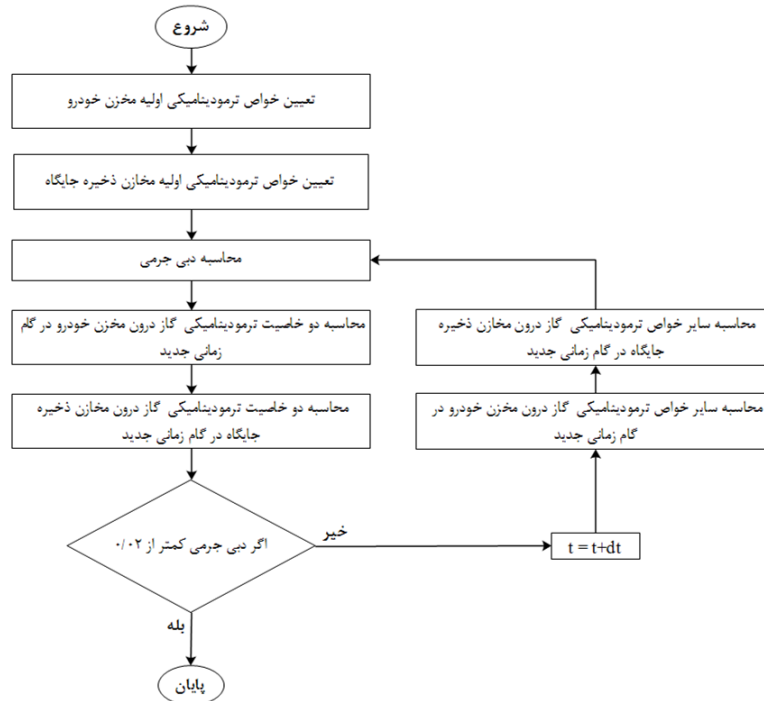 شروع
تعیین خواص ترمودینامیکی اولیه مخزن خودرو
تعیین خواص ترمودینامیکی اولیه مخازن ذخیره جایگاه
محاسبه دبی جرمی
محاسبه دو خاصیت ترمودینامیکی گاز درون مخزن خودرو در گام
زمانی جدید
محاسبه دو خاصیت ترمودینامیکی گاز درون مخازن ذخیره
جایگاه در گام زمانی جدید
اگر دبی جرمی کمتر از ۰/۰۲
خیر
t = t+dt
محاسبه سایر خواص ترمودینامیکی گاز درون مخزن خودرو در
گام زمانی جدید
محاسبه سایر خواص ترمودینامیکی گاز درون مخازن ذخیره
جایگاه در گام زمانی جدید
بله
پایان